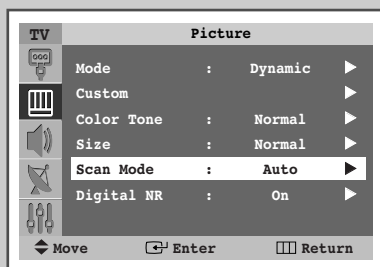 TV Picture
Mode : Dynamic
Custom
Color Tone : Normal
Size : Normal
Scan Mode : Auto
Digital NR : On
Move Enter Return